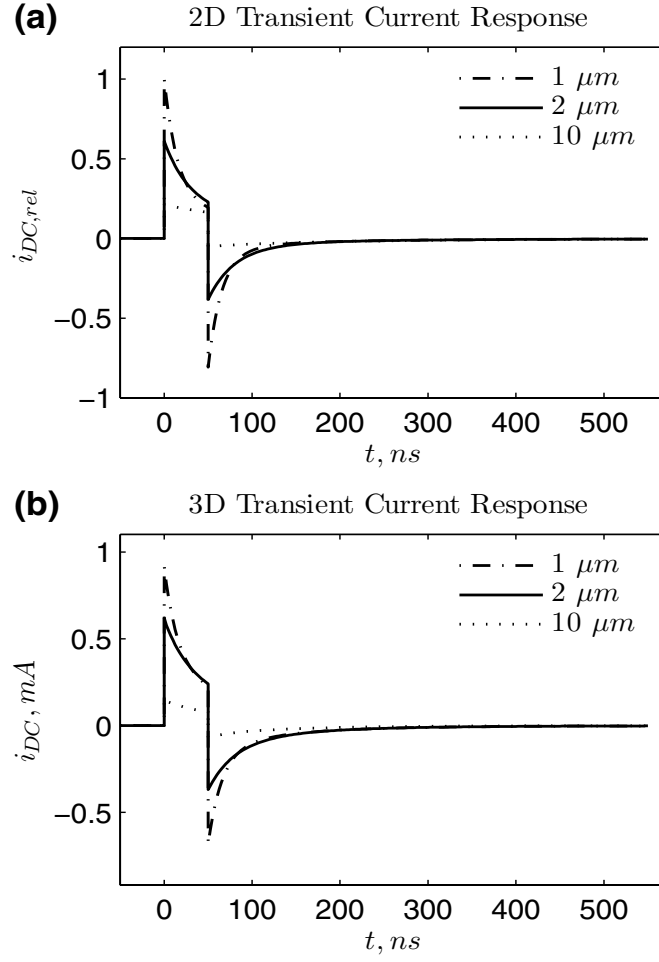 (a) 2D Transient Current Response
1 μm
2 μm
10 μm
1
0.5
0
−0.5
−1
i_{DC,rel}
0 100 200 300 400 500
t, ns
(b) 3D Transient Current Response
1 μm
2 μm
10 μm
1
0.5
0
−0.5
i_{DC}, mA
0 100 200 300 400 500
t, ns